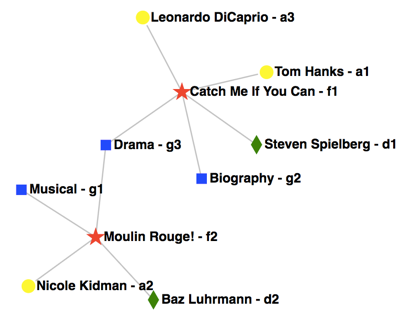 Leonardo DiCaprio - a3
Tom Hanks - a1
Catch Me If You Can - f1
Drama - g3
Steven Spielberg - d1
Biography - g2
Musical - g1
Moulin Rouge! - f2
Nicole Kidman - a2
Baz Luhrmann - d2